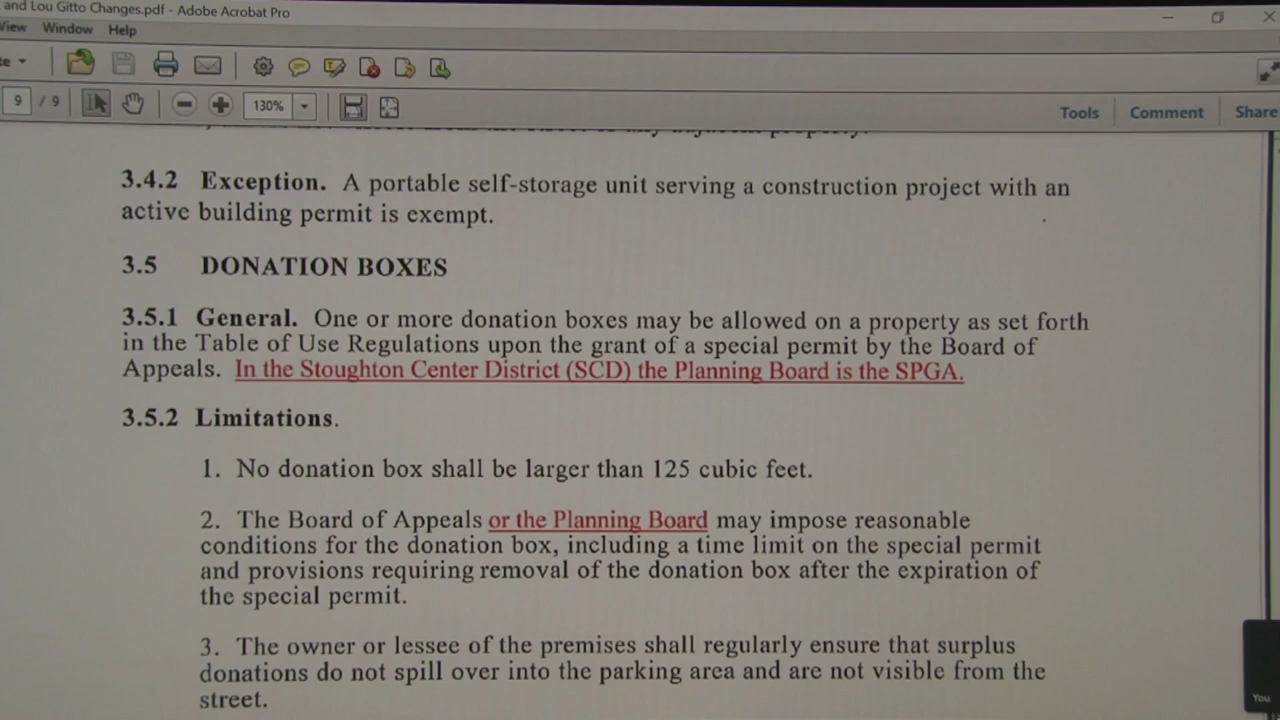 and Lou Gitto Changes.pdf - Adobe Acrobat Pro
View Window Help
9 / 9 130% Tools Comment Share
adjacent property.
3.4.2 Exception. A portable self-storage unit serving a construction project with an
active building permit is exempt.
3.5 DONATION BOXES
3.5.1 General. One or more donation boxes may be allowed on a property as set forth
in the Table of Use Regulations upon the grant of a special permit by the Board of
Appeals. In the Stoughton Center District (SCD) the Planning Board is the SPGA.
3.5.2 Limitations.
1. No donation box shall be larger than 125 cubic feet.
2. The Board of Appeals or the Planning Board may impose reasonable
conditions for the donation box, including a time limit on the special permit
and provisions requiring removal of the donation box after the expiration of
the special permit.
3. The owner or lessee of the premises shall regularly ensure that surplus
donations do not spill over into the parking area and are not visible from the
street.
You